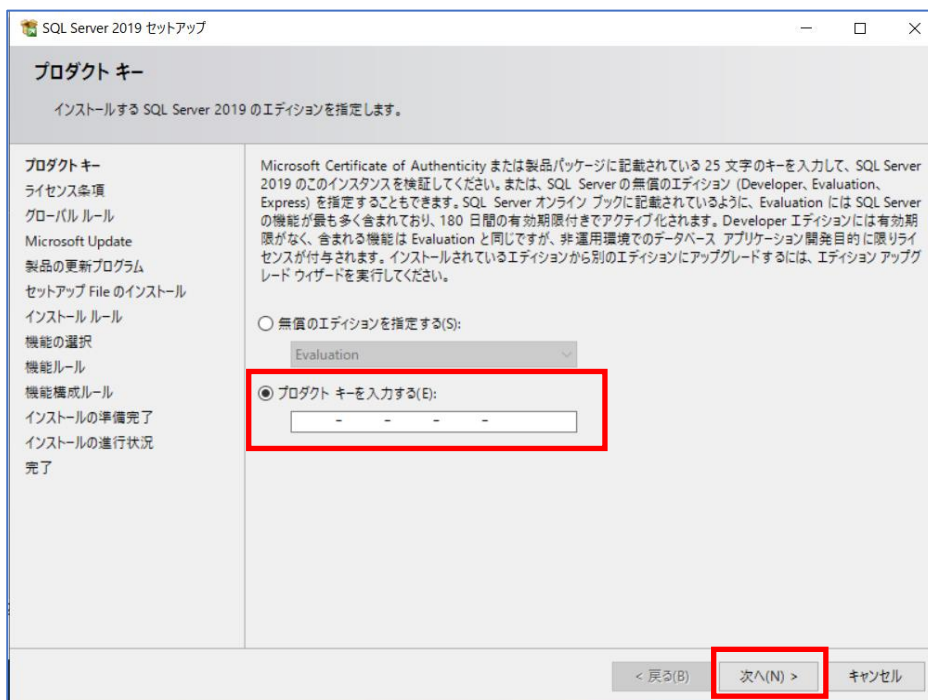 SQL Server 2019 セットアップ
プロダクト キー
インストールする SQL Server 2019 のエディションを指定します。
プロダクト キー
ライセンス条項
グローバル ルール
Microsoft Update
製品の更新プログラム
セットアップ File のインストール
インストール ルール
機能の選択
機能ルール
機能構成ルール
インストールの準備完了
インストールの進行状況
完了
Microsoft Certificate of Authenticity または製品パッケージに記載されている 25 文字のキーを入力して、SQL Server
2019 のこのインスタンスを検証してください。または、SQL Server の無償のエディション (Developer、Evaluation、
Express) を指定することもできます。SQL Server オンライン ブックに記載されているように、Evaluation には SQL Server
の機能が最も多く含まれており、180 日間の有効期限付きでアクティブ化されます。Developer エディションには有効期
限がなく、含まれる機能は Evaluation と同じですが、非運用環境でのデータベース アプリケーション開発目的に限りライ
センスが付与されます。インストールされているエディションから別のエディションにアップグレードするには、エディション アップグ
レード ウィザードを実行してください。
無償のエディションを指定する(S):
Evaluation
プロダクト キーを入力する(E):
- - - -
< 戻る(B)
次へ(N) >
キャンセル